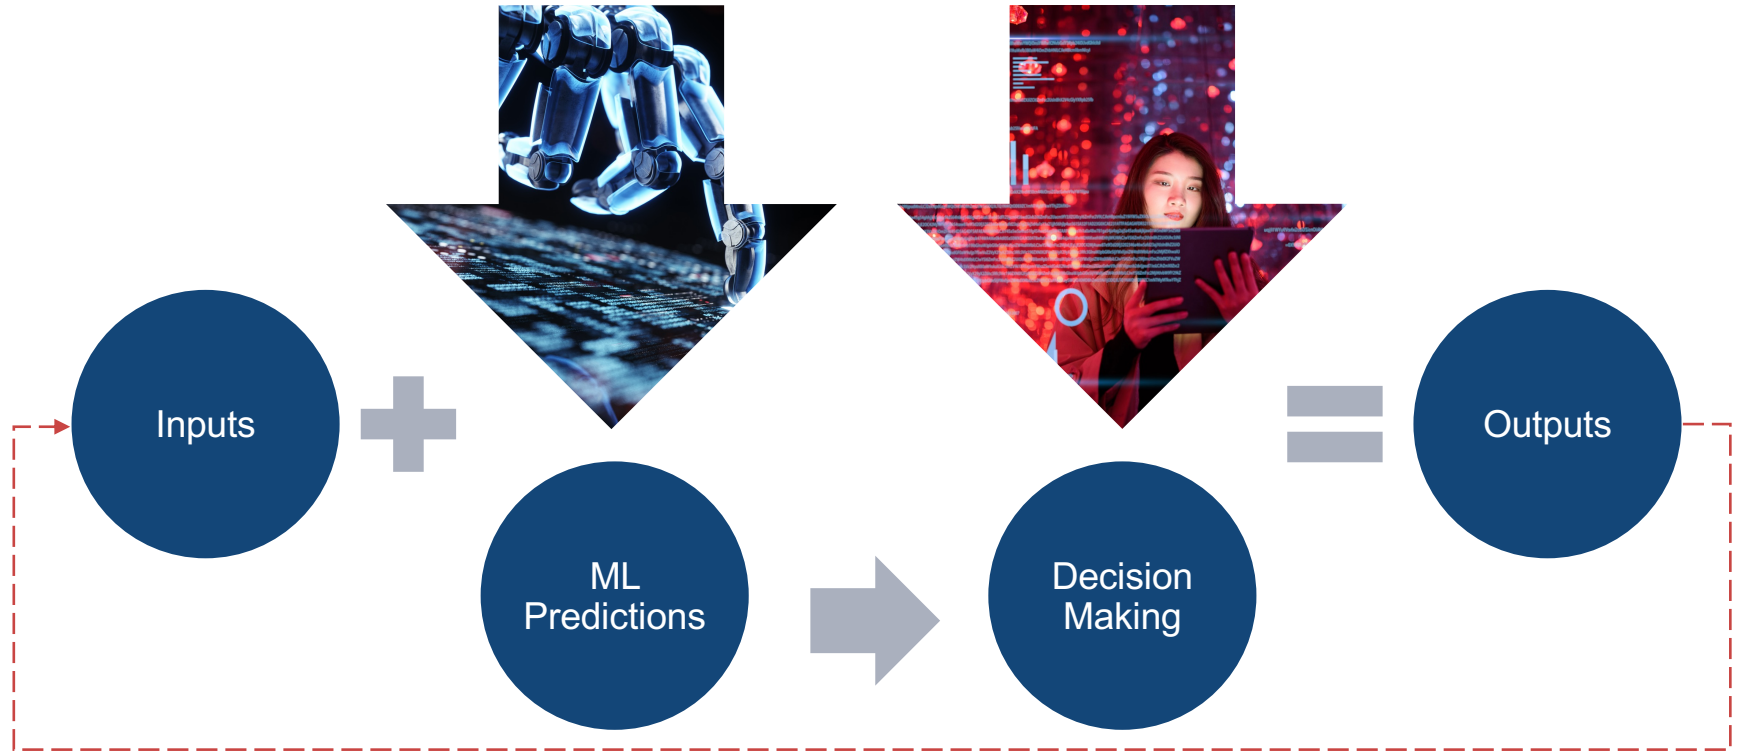 Inputs
ML
Predictions
Decision
Making
Outputs